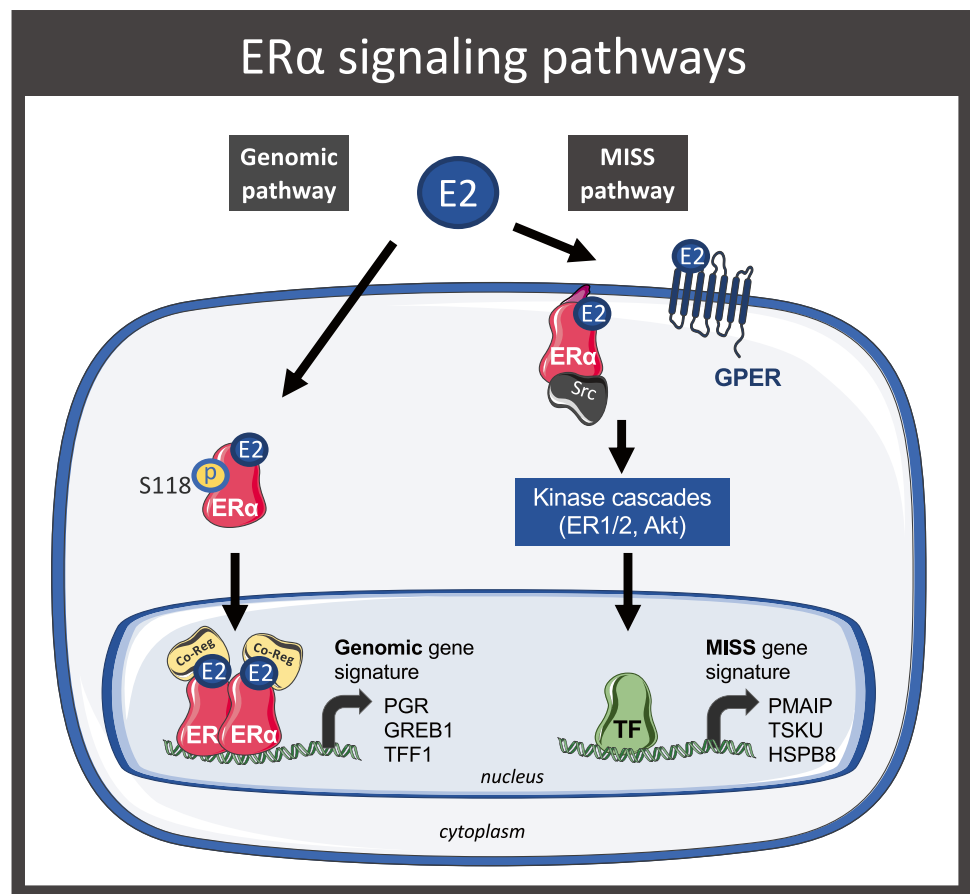 ERα signaling pathways
Genomic
pathway
E2
MISS
pathway
E2
E2
ERα
Src
GPER
E2
p
S118
ERα
Kinase cascades
(ER1/2, Akt)
Co-Reg
Co-Reg
E2
E2
ER
ERα
Genomic gene
signature
PGR
GREB1
TFF1
TF
MISS gene
signature
PMAIP
TSKU
HSPB8
nucleus
cytoplasm